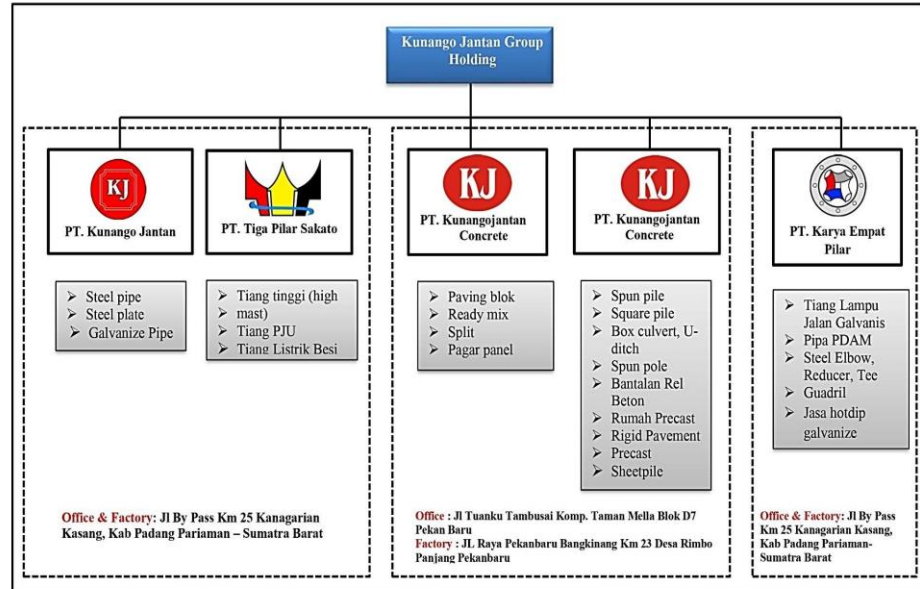 Kunango Jantan Group
Holding
KJ
PT. Kunango Jantan
➢ Steel pipe
➢ Steel plate
➢ Galvanize Pipe
PT. Tiga Pilar Sakato
➢ Tiang tinggi (high
➢ mast)
➢ Tiang PJU
➢ Tiang Listrik Besi
Office & Factory: Jl By Pass Km 25 Kanagarian
Kasang, Kab Padang Pariaman – Sumatra Barat
KJ
PT. Kunangojantan
Concrete
➢ Paving blok
➢ Ready mix
➢ Split
➢ Pagar panel
KJ
PT. Kunangojantan
Concrete
➢ Spun pile
➢ Square pile
➢ Box culvert, U-
ditch
➢ Spun pole
➢ Bantalan Rel
Beton
➢ Rumah Precast
➢ Rigid Pavement
➢ Precast
➢ Sheetpile
Office : Jl Tuanku Tambusai Komp. Taman Mella Blok D7
Pekan Baru
Factory : JL Raya Pekanbaru Bangkinang Km 23 Desa Rimbo
Panjang Pekanbaru
PT. Karya Empat
Pilar
➢ Tiang Lampu
Jalan Galvanis
➢ Pipa PDAM
➢ Steel Elbow,
Reducer, Tee
➢ Guadril
➢ Jasa hotdip
galvanize
Office & Factory: Jl By Pass
Km 25 Kanagarian Kasang,
Kab Padang Pariaman-
Sumatra Barat